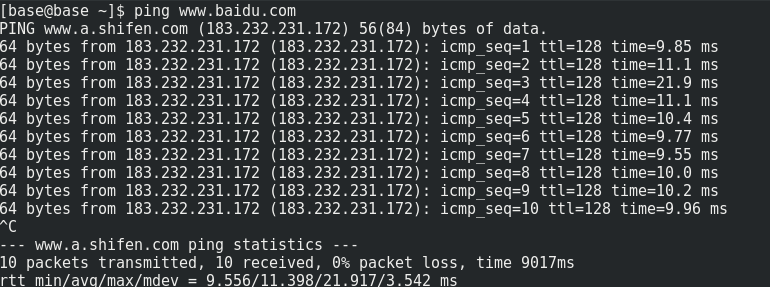 [base@base ~]$ ping www.baidu.com
PING www.a.shifen.com (183.232.231.172) 56(84) bytes of data.
64 bytes from 183.232.231.172 (183.232.231.172): icmp_seq=1 ttl=128 time=9.85 ms
64 bytes from 183.232.231.172 (183.232.231.172): icmp_seq=2 ttl=128 time=11.1 ms
64 bytes from 183.232.231.172 (183.232.231.172): icmp_seq=3 ttl=128 time=21.9 ms
64 bytes from 183.232.231.172 (183.232.231.172): icmp_seq=4 ttl=128 time=11.1 ms
64 bytes from 183.232.231.172 (183.232.231.172): icmp_seq=5 ttl=128 time=10.4 ms
64 bytes from 183.232.231.172 (183.232.231.172): icmp_seq=6 ttl=128 time=9.77 ms
64 bytes from 183.232.231.172 (183.232.231.172): icmp_seq=7 ttl=128 time=9.55 ms
64 bytes from 183.232.231.172 (183.232.231.172): icmp_seq=8 ttl=128 time=10.0 ms
64 bytes from 183.232.231.172 (183.232.231.172): icmp_seq=9 ttl=128 time=10.2 ms
64 bytes from 183.232.231.172 (183.232.231.172): icmp_seq=10 ttl=128 time=9.96 ms
^C
--- www.a.shifen.com ping statistics ---
10 packets transmitted, 10 received, 0% packet loss, time 9017ms
rtt min/avg/max/mdev = 9.556/11.398/21.917/3.542 ms